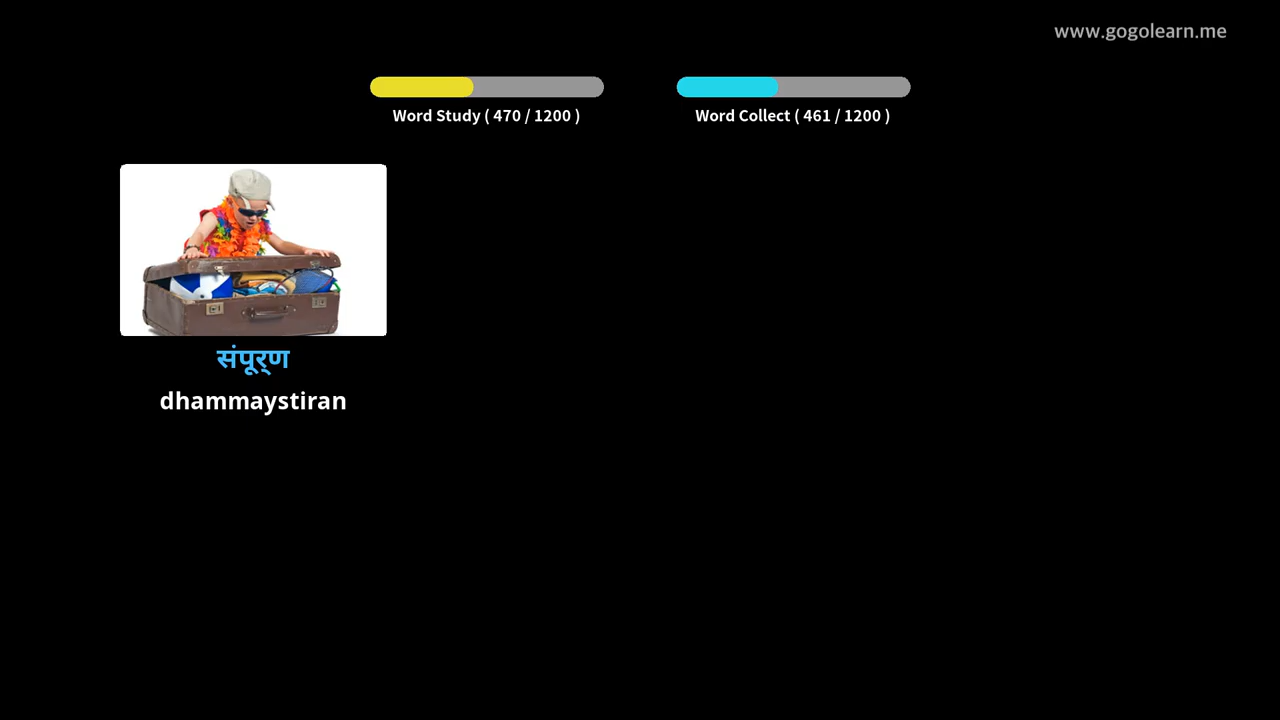 www.gogolearn.me
Word Study ( 470 / 1200 )
Word Collect ( 461 / 1200 )
संपूर्ण
dhammaystiran